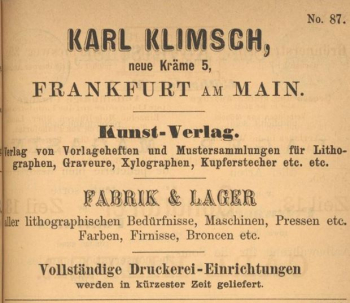 No. 87.
KARL KLIMSCH,
neue Kräme 5,
FRANKFURT AM MAIN.
Kunst-Verlag.
Verlag von Vorlageheften und Mustersammlungen für Litho-
graphen, Graveure, Xylographen, Kupferstecher etc. etc.
FABRIK & LAGER
aller lithographischen Bedürfnisse, Maschinen, Pressen etc.
Farben, Firnisse, Broncen etc.
Vollständige Druckerei-Einrichtungen
werden in kürzester Zeit geliefert.